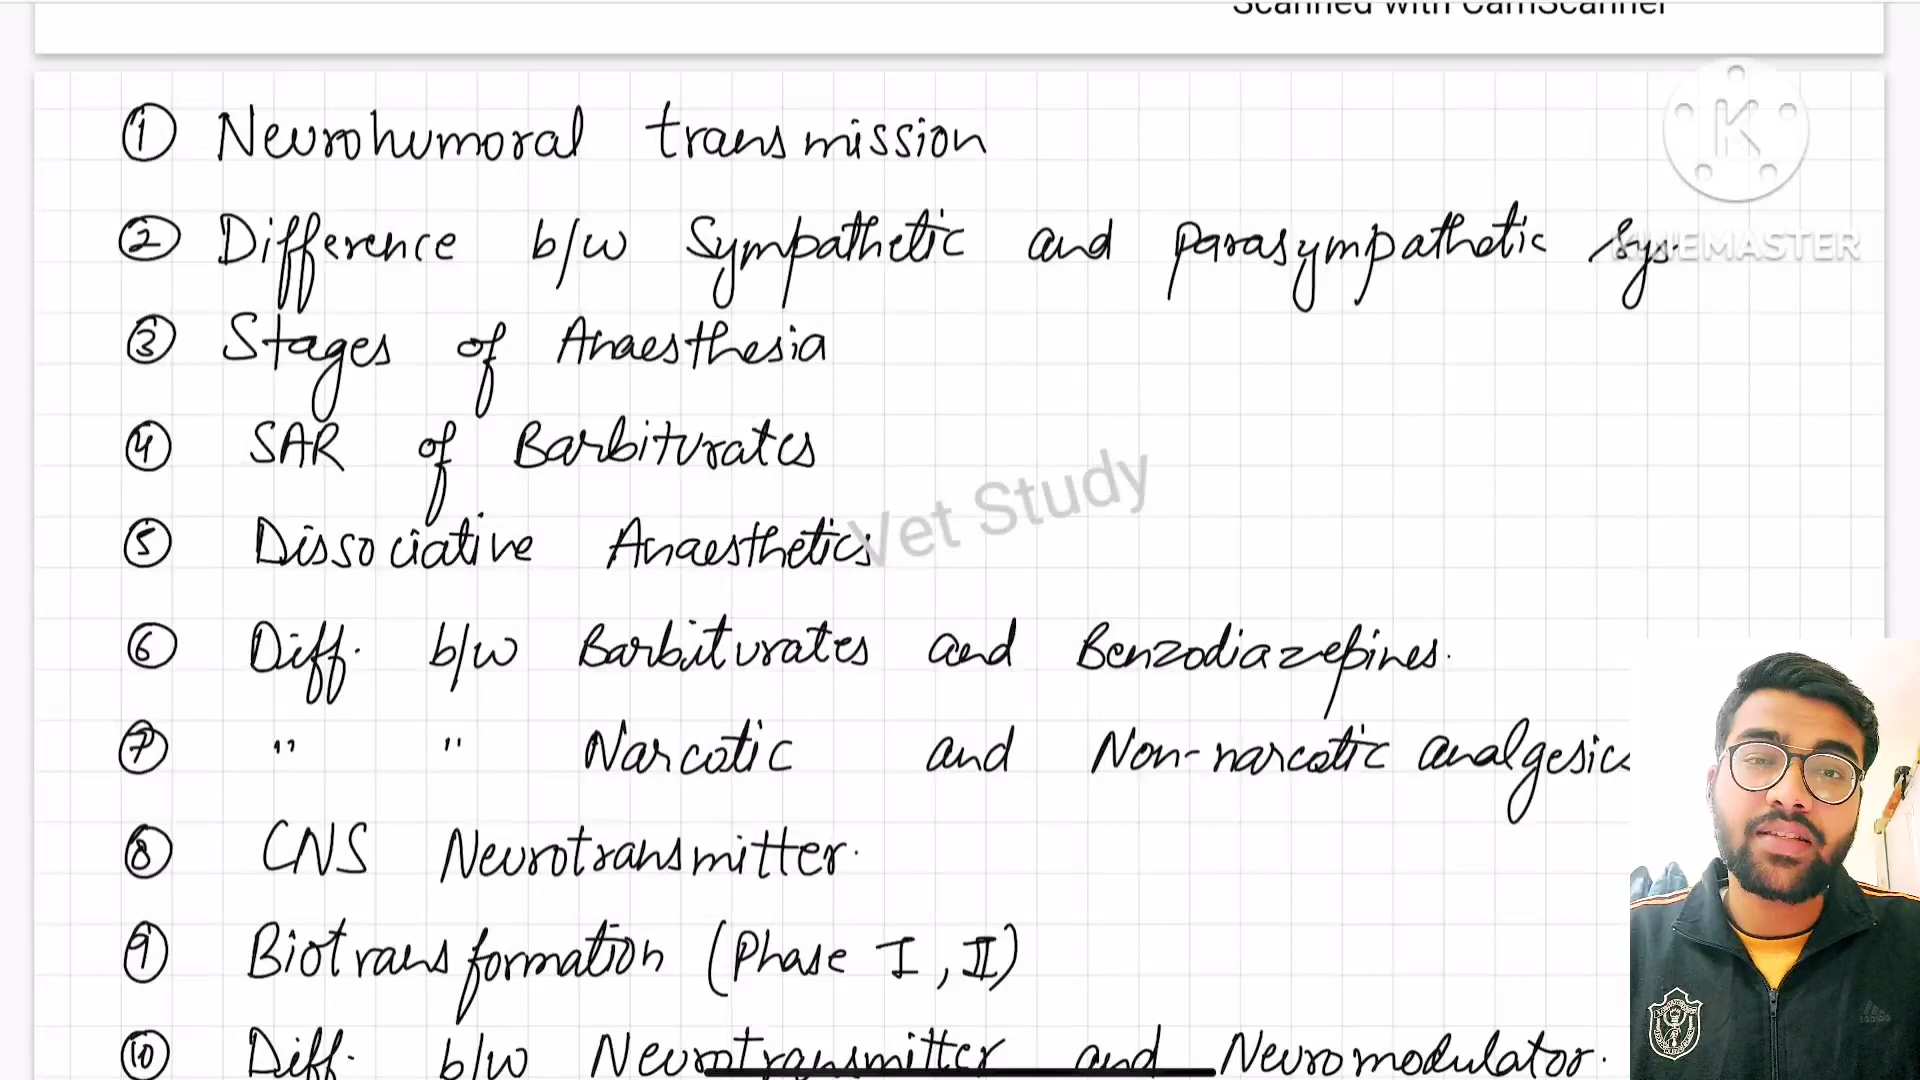 Scanned with CamScanner
① Neurohumoral transmission
② Difference b/w Sympathetic and parasympathetic sys.
KINEMASTER
③ Stages of Anaesthesia
④ SAR of Barbiturates
⑤ Dissociative Anaesthetics
Vet Study
⑥ Diff. b/w Barbiturates and Benzodiazepines.
⑦ " " Narcotic and Non-narcotic analgesics
⑧ CNS Neurotransmitter.
⑨ Biotransformation (Phase I, II)
⑩ Diff. b/w Neurotransmitter and Neuromodulator.
adidas